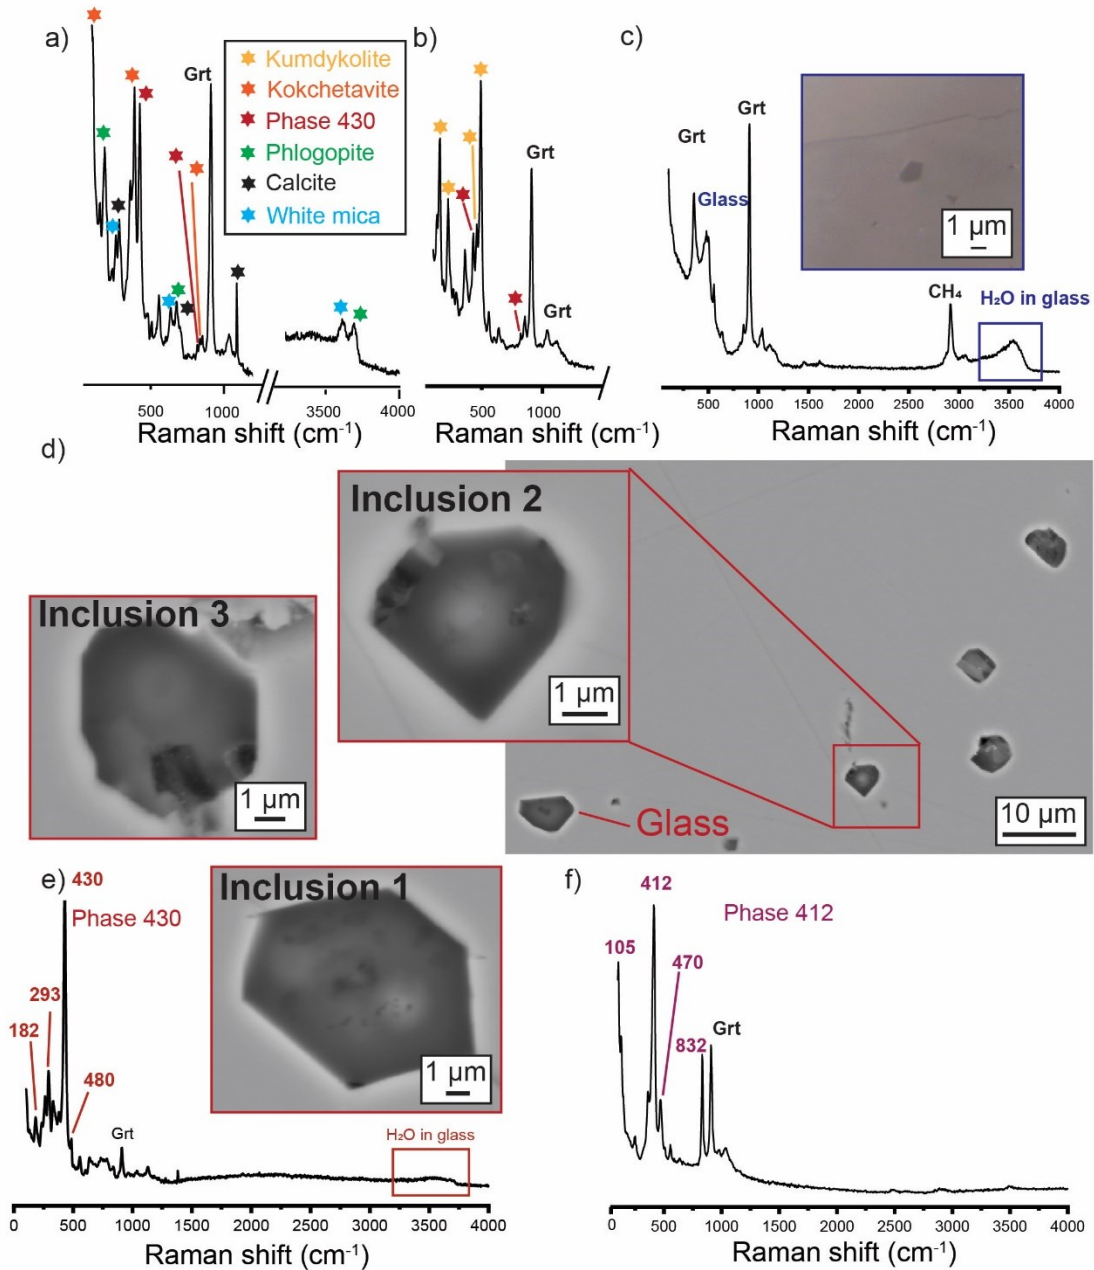 a)
Kumdykolite
Kokchetavite
Phase 430
Phlogopite
Calcite
White mica
Grt
500
1000
3500
4000
Raman shift (cm⁻¹)
b)
Grt
Grt
500
1000
Raman shift (cm⁻¹)
c)
Grt
Grt
Glass
1 µm
CH₄
H₂O in glass
500
1000
1500
2000
2500
3000
3500
4000
Raman shift (cm⁻¹)
d)
Inclusion 2
1 µm
Inclusion 3
1 µm
Glass
10 µm
e)
430
Phase 430
293
182
480
Grt
Inclusion 1
1 µm
H₂O in glass
0
500
1000
1500
2000
2500
3000
3500
4000
Raman shift (cm⁻¹)
f)
412
Phase 412
105
470
832
Grt
0
500
1000
1500
2000
2500
3000
3500
4000
Raman shift (cm⁻¹)